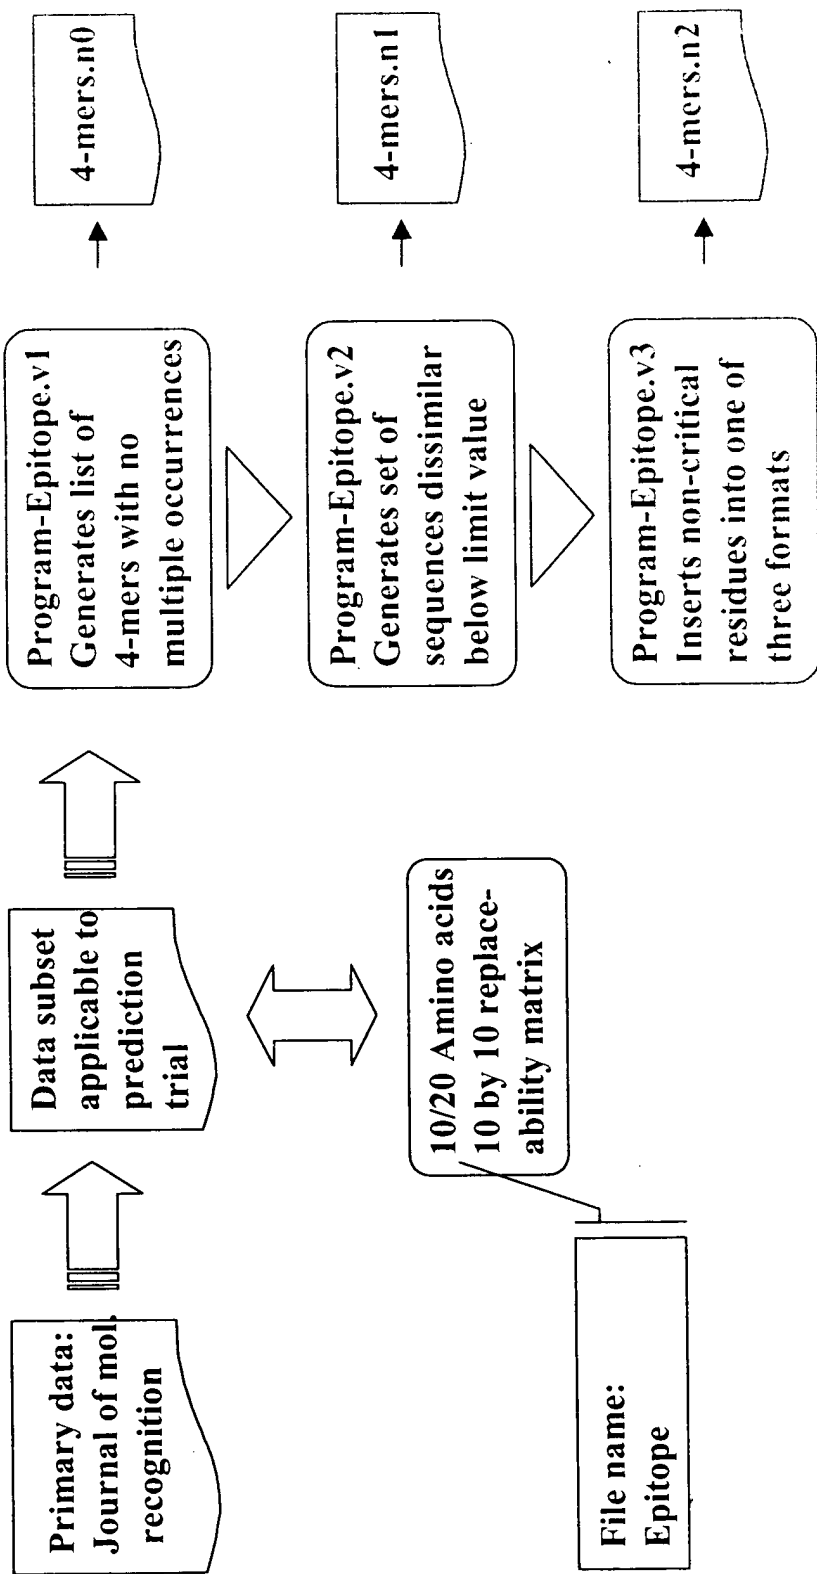 Primary data:
Journal of mol.
recognition
Data subset
applicable to
prediction
trial
Program-Epitope.v1
Generates list of
4-mers with no
multiple occurrences
4-mers.n0
Program-Epitope.v2
Generates set of
sequences dissimilar
below limit value
4-mers.n1
Program-Epitope.v3
Inserts non-critical
residues into one of
three formats
4-mers.n2
10/20 Amino acids
10 by 10 replace-
ability matrix
File name:
Epitope